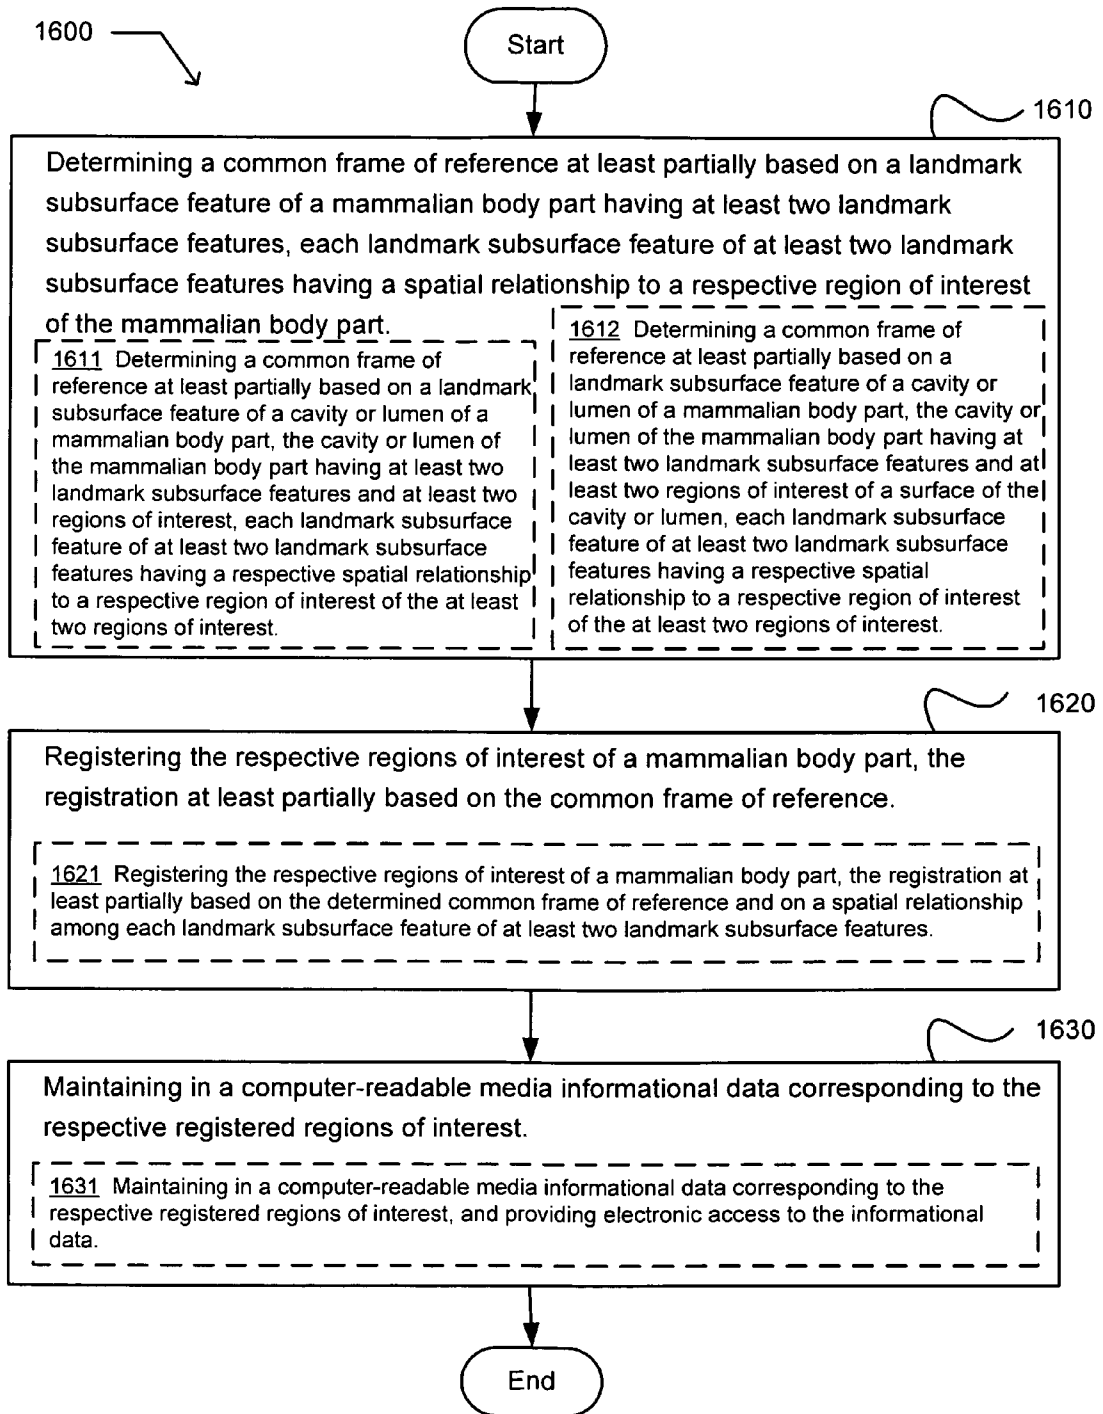 1600
Start
1610
Determining a common frame of reference at least partially based on a landmark
subsurface feature of a mammalian body part having at least two landmark
subsurface features, each landmark subsurface feature of at least two landmark
subsurface features having a spatial relationship to a respective region of interest
of the mammalian body part.
1611 Determining a common frame of
reference at least partially based on a landmark
subsurface feature of a cavity or lumen of a
mammalian body part, the cavity or lumen of
the mammalian body part having at least two
landmark subsurface features and at least two
regions of interest, each landmark subsurface
feature of at least two landmark subsurface
features having a respective spatial relationship
to a respective region of interest of the at least
two regions of interest.
1612 Determining a common frame of
reference at least partially based on a
landmark subsurface feature of a cavity or
lumen of a mammalian body part, the cavity or
lumen of the mammalian body part having at
least two landmark subsurface features and at
least two regions of interest of a surface of the
cavity or lumen, each landmark subsurface
feature of at least two landmark subsurface
features having a respective spatial
relationship to a respective region of interest
of the at least two regions of interest.
1620
Registering the respective regions of interest of a mammalian body part, the
registration at least partially based on the common frame of reference.
1621 Registering the respective regions of interest of a mammalian body part, the registration at
least partially based on the determined common frame of reference and on a spatial relationship
among each landmark subsurface feature of at least two landmark subsurface features.
1630
Maintaining in a computer-readable media informational data corresponding to the
respective registered regions of interest.
1631 Maintaining in a computer-readable media informational data corresponding to the
respective registered regions of interest, and providing electronic access to the informational
data.
End